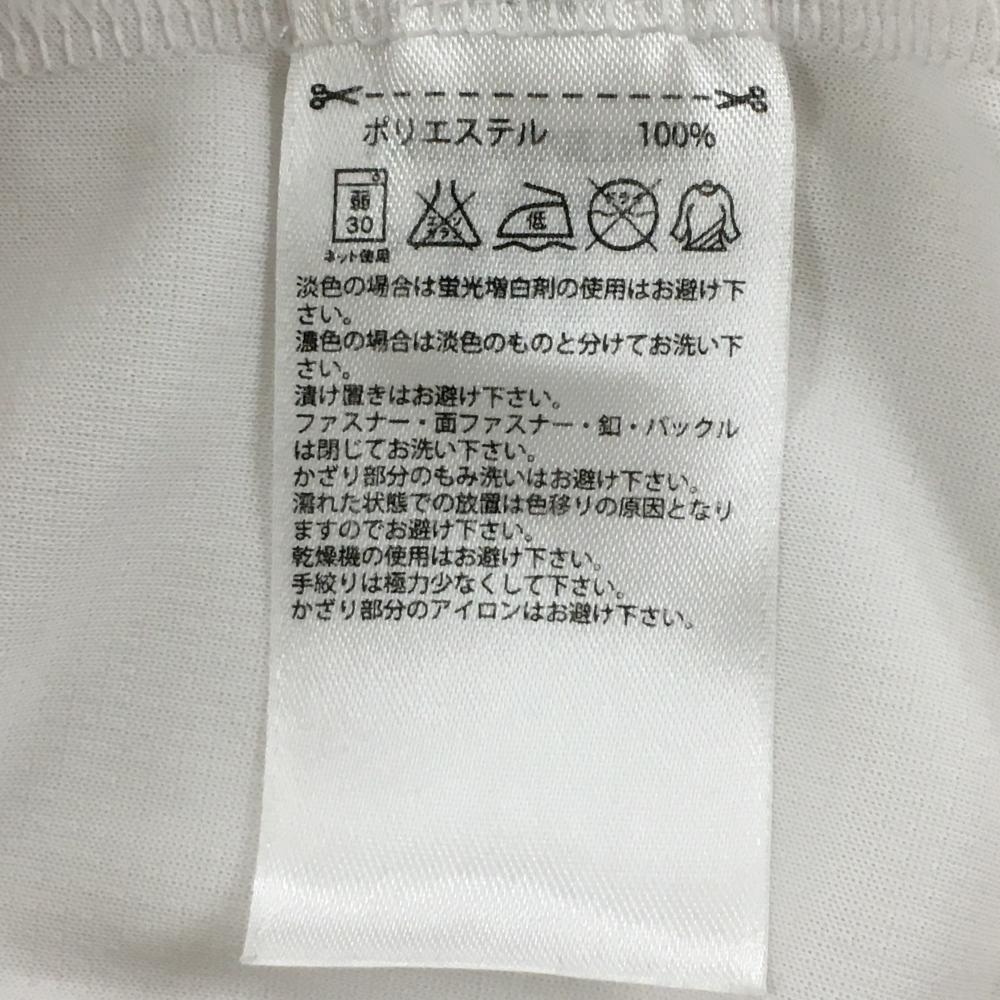 ポリエステル 100%
弱 30 エンソ サラシ 低 ドライ
ネット使用
淡色の場合は蛍光増白剤の使用はお避け下
さい。
濃色の場合は淡色のものと分けてお洗い下
さい。
漬け置きはお避け下さい。
ファスナー・面ファスナー・釦・バックル
は閉じてお洗い下さい。
かざり部分のもみ洗いはお避け下さい。
濡れた状態での放置は色移りの原因となり
ますのでお避け下さい。
乾燥機の使用はお避け下さい。
手絞りは極力少なくして下さい。
かざり部分のアイロンはお避け下さい。